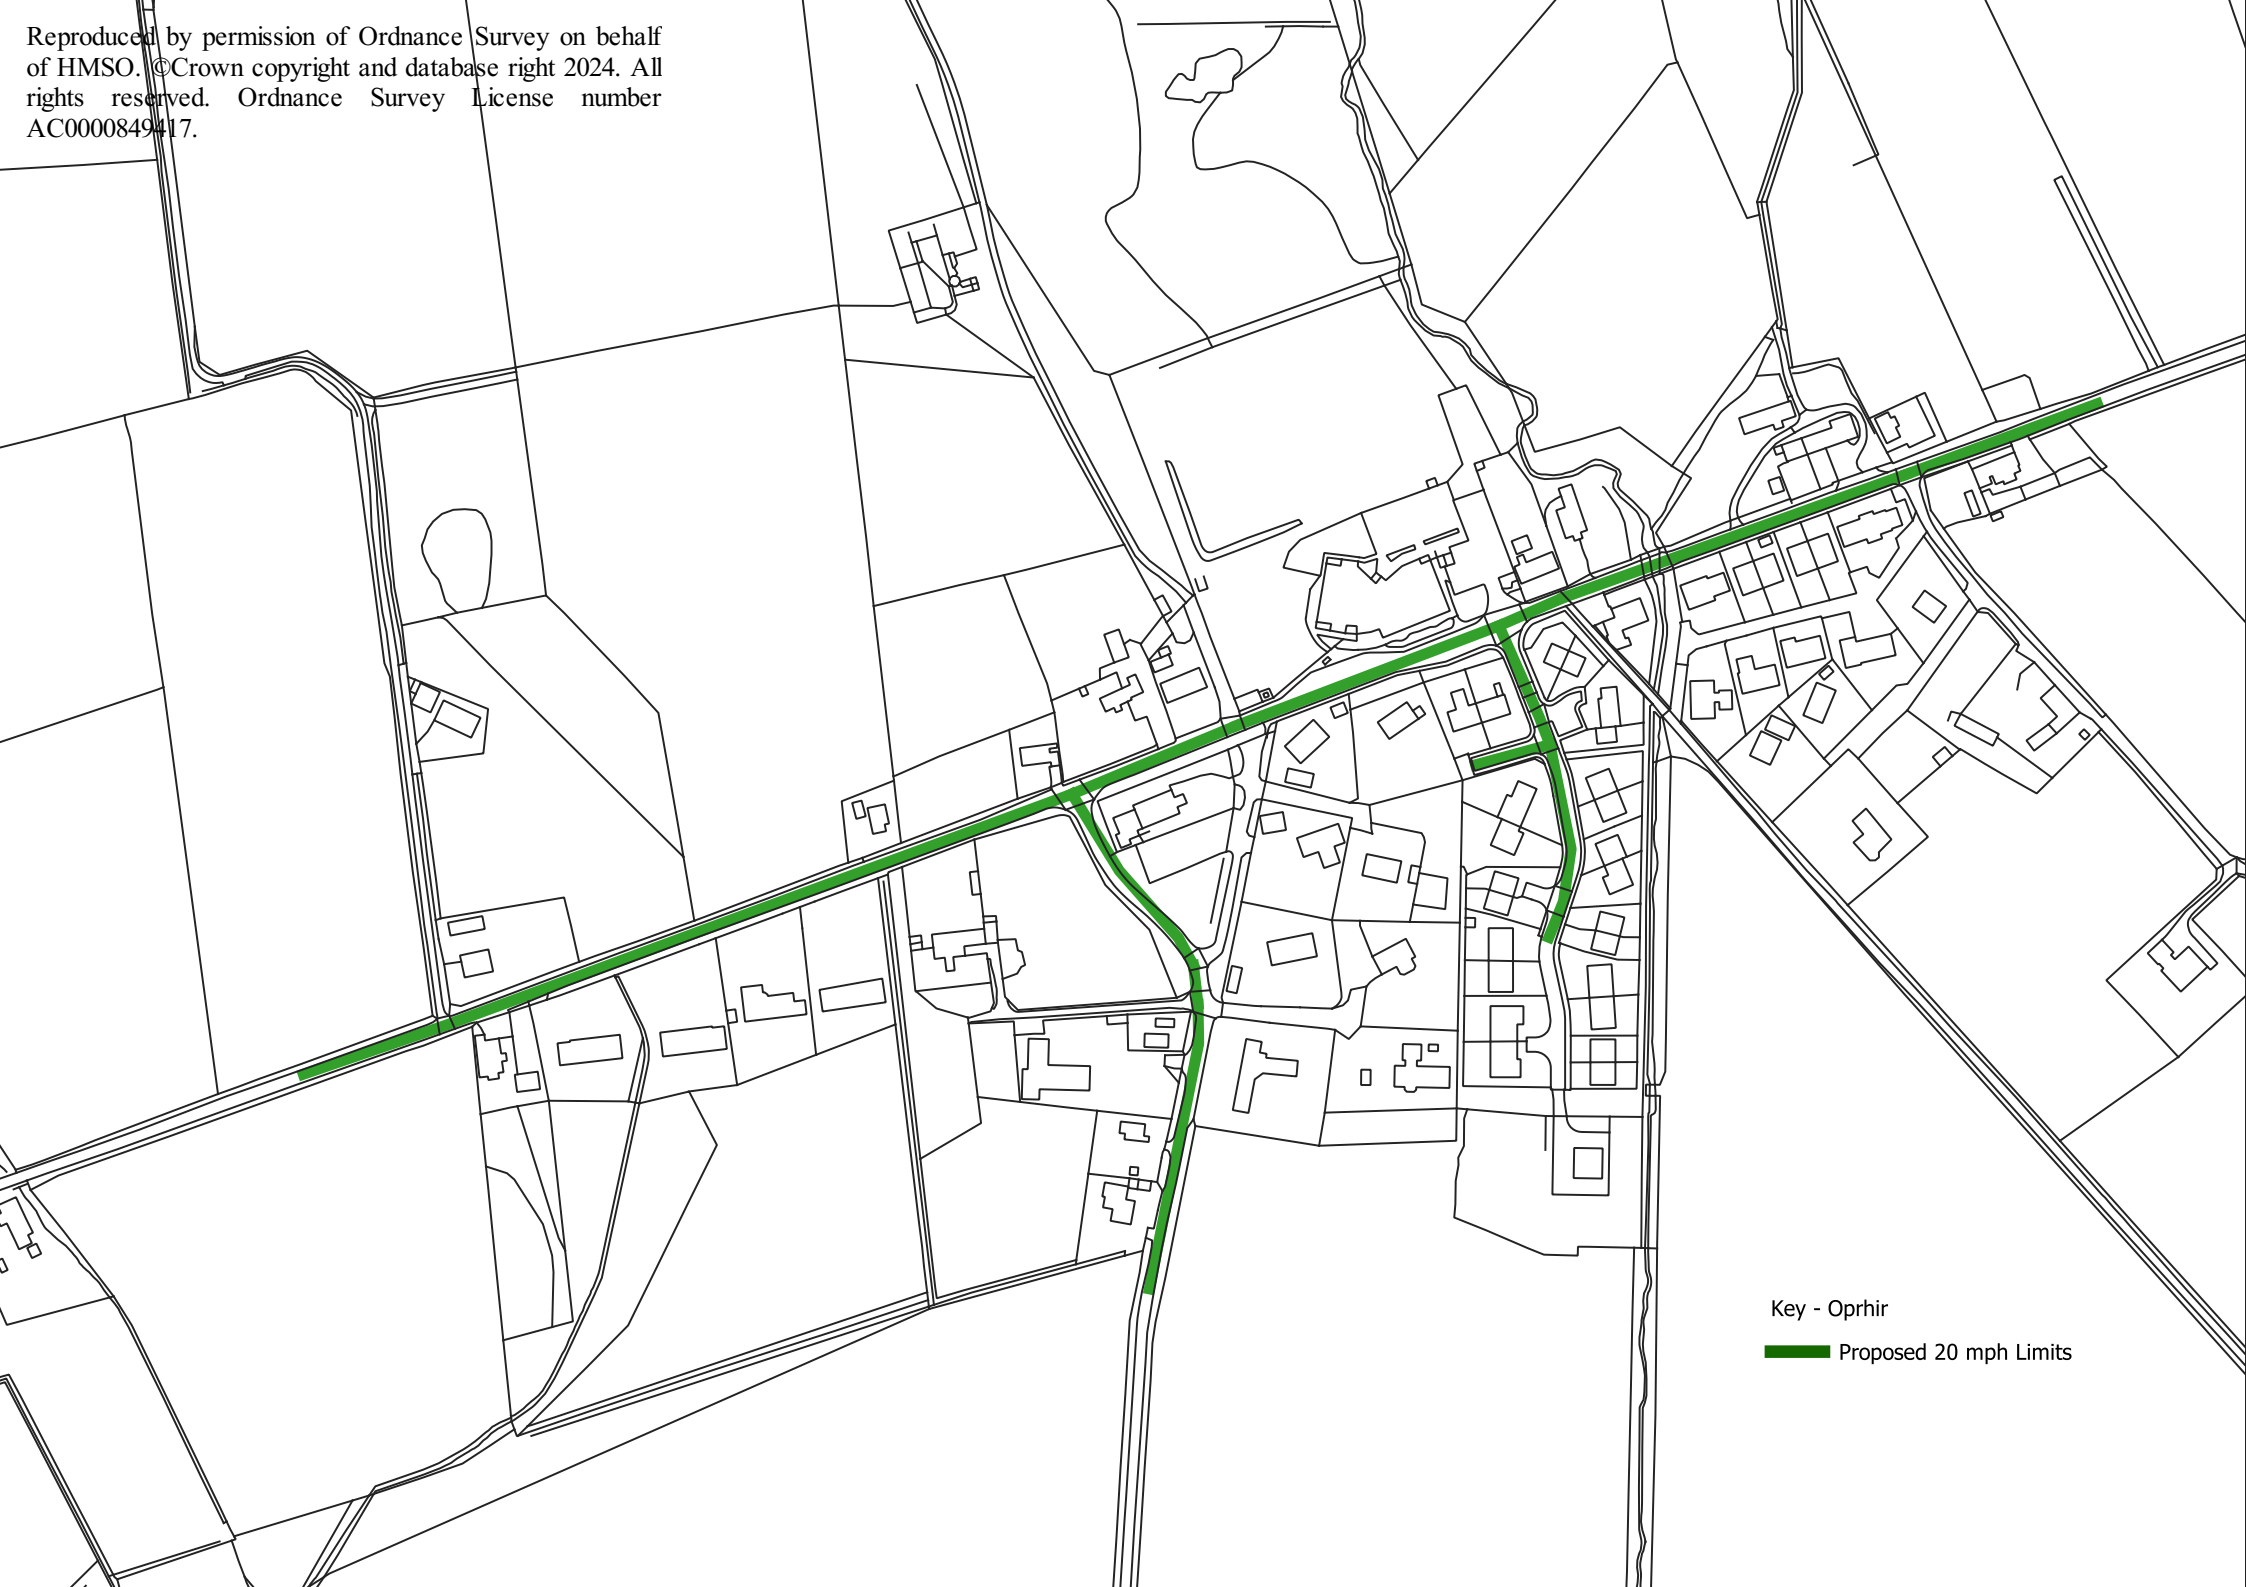 Reproduced by permission of Ordnance Survey on behalf
of HMSO. ©Crown copyright and database right 2024. All
rights reserved. Ordnance Survey License number
AC0000849417.
Key - Oprhir
Proposed 20 mph Limits